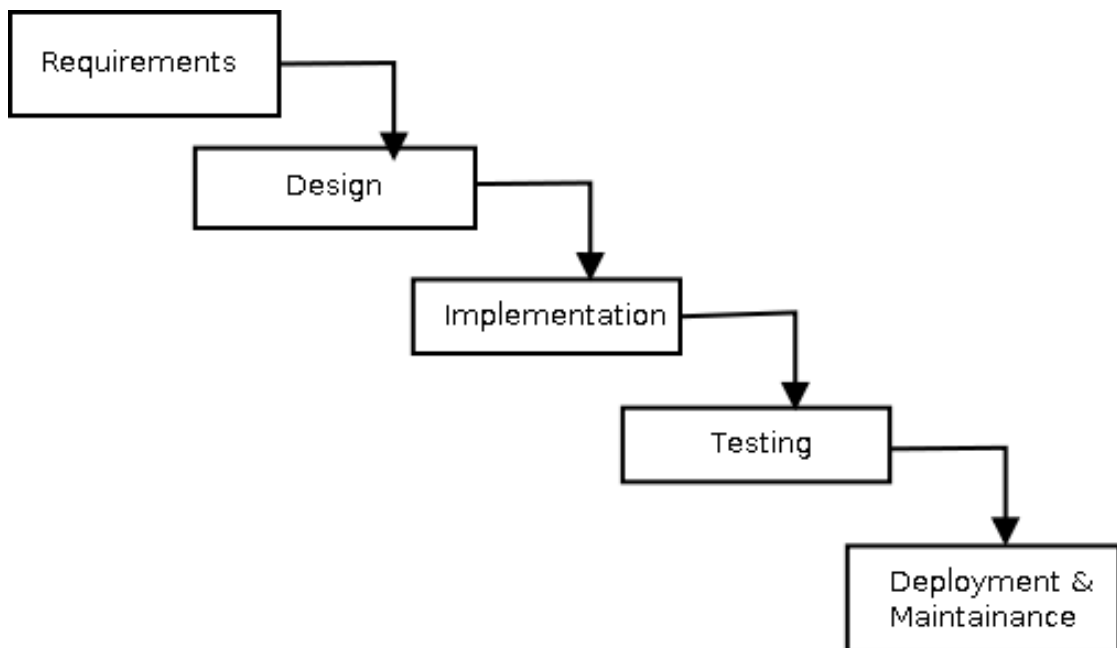 Requirements
Design
Implementation
Testing
Deployment &
Maintainance